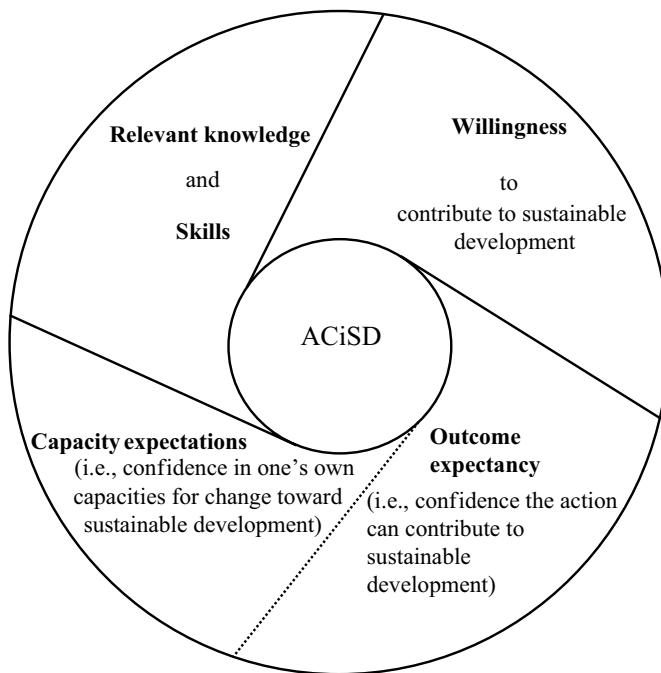 Relevant knowledge
and
Skills
Willingness
to
contribute to sustainable
development
ACiSD
Capacity expectations
(i.e., confidence in one’s own
capacities for change toward
sustainable development)
Outcome
expectancy
(i.e., confidence the action
can contribute to
sustainable
development)